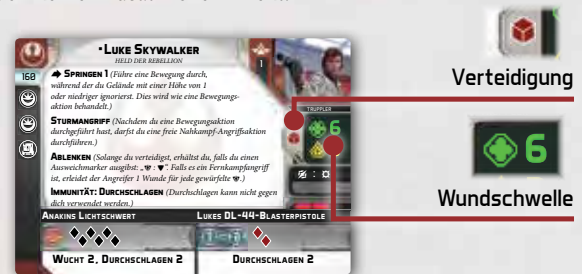 •Luke Skywalker
HELD DER REBELLION
168
1
Springen 1 (Führe eine Bewegung durch,
während der du Gelände mit einer Höhe von 1
oder niedriger ignorierst. Dies wird wie eine Bewegungs-
aktion behandelt.)
Sturmangriff (Nachdem du eine Bewegungsaktion
durchgeführt hast, darfst du eine freie Nahkampf-Angriffsaktion
durchführen.)
Ablenken (Solange du verteidigst, erhältst du, falls du einen
Ausweichmarker ausgibst: „ : “. Falls es ein Fernkampfangriff
ist, erleidet der Angreifer 1 Wunde für jede gewürfelte .)
Immunität: Durchschlagen (Durchschlagen kann nicht gegen
dich verwendet werden.)
TRUPPLER
6
Anakins Lichtschwert
Lukes DL-44-Blasterpistole
Wucht 2, Durchschlagen 2
Durchschlagen 2
Verteidigung
6
Wundschwelle